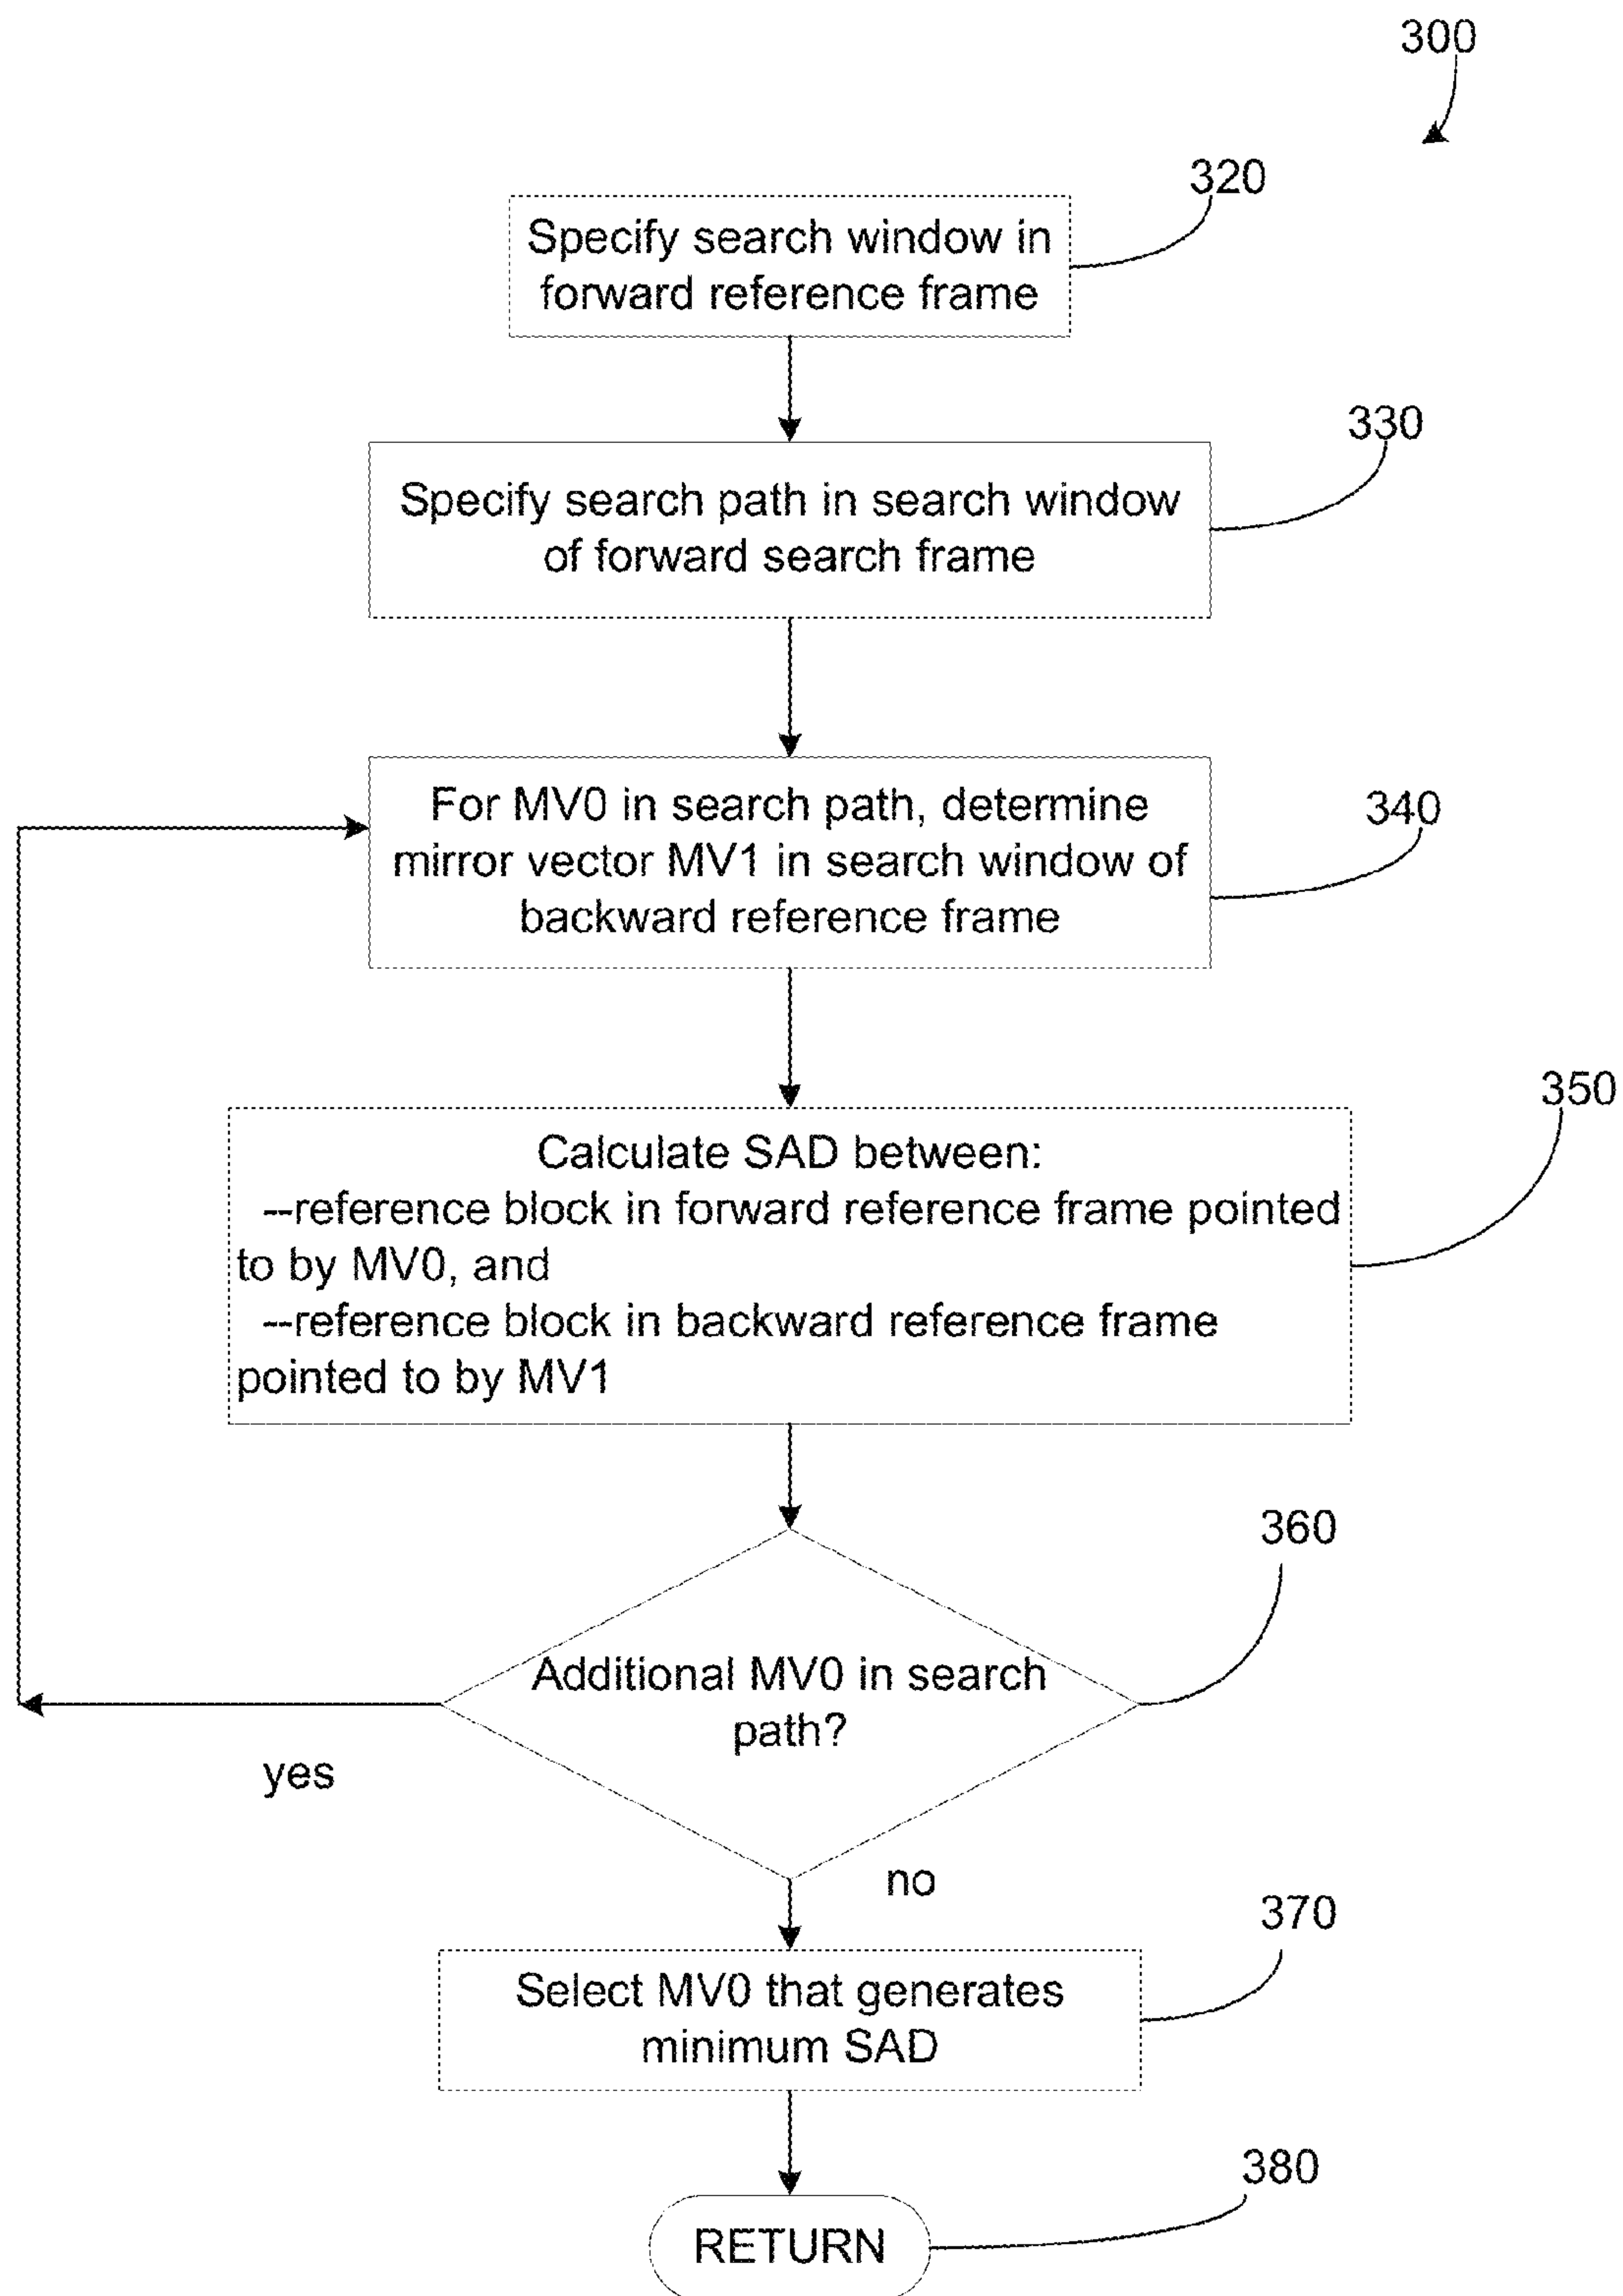 300
320
Specify search window in
forward reference frame
330
Specify search path in search window
of forward search frame
340
For MV0 in search path, determine
mirror vector MV1 in search window of
backward reference frame
350
Calculate SAD between:
--reference block in forward reference frame pointed
to by MV0, and
--reference block in backward reference frame
pointed to by MV1
360
Additional MV0 in search
path?
yes
no
370
Select MV0 that generates
minimum SAD
380
RETURN